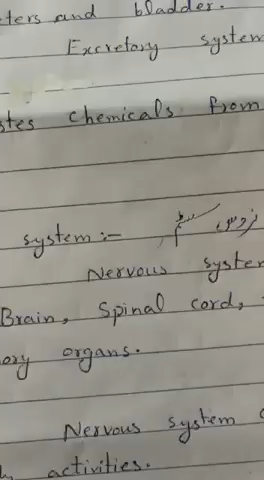 ters and bladder.
Excretory system
stes chemicals from
system:- نروس سسٹم
Nervous system
Brain, Spinal cord,
ory organs.
Nervous system c
activities.